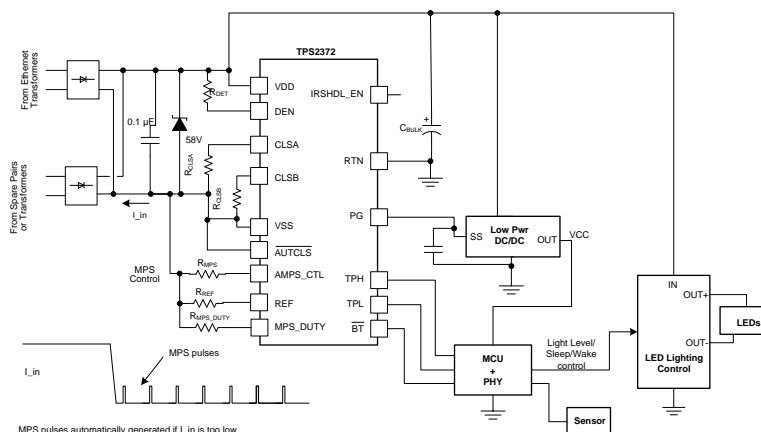 TPS2372
From Ethernet
Transformers
From Spare Pairs
or Transformers
0.1 µF
58V
RDET
RCLSA
RCLSB
I_in
VDD
DEN
CLSA
CLSB
VSS
AUTCLS
AMPS_CTL
REF
MPS_DUTY
IRSHDL_EN
RTN
PG
TPH
TPL
BT
MPS
Control
RMPS
RREF
RMPS_DUTY
+
CBULK
SS
Low Pwr
DC/DC
OUT
VCC
MCU
+
PHY
Light Level/
Sleep/Wake
control
IN
OUT+
OUT-
LED Lighting
Control
LEDs
Sensor
I_in
MPS pulses
MPS pulses automatically generated if I_in is too low